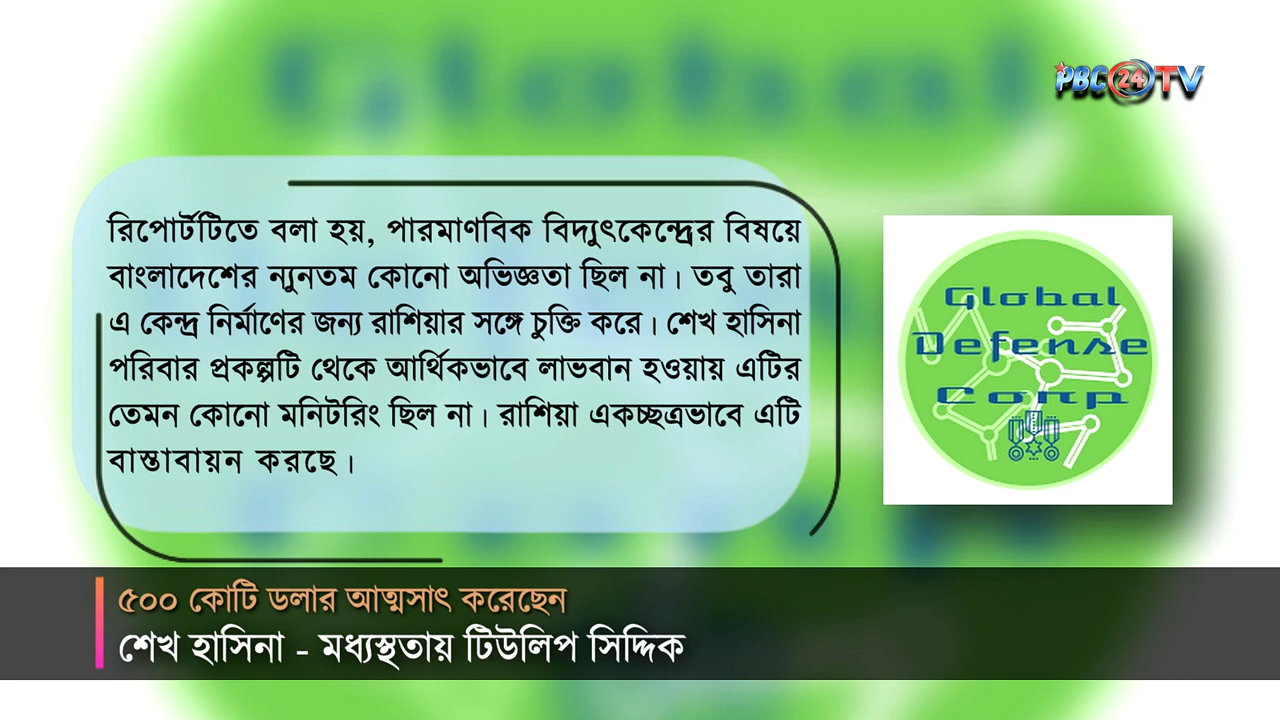 PBC24TV
রিপোর্টটিতে বলা হয়, পারমাণবিক বিদ্যুৎকেন্দ্রের বিষয়ে
বাংলাদেশের ন্যুনতম কোনো অভিজ্ঞতা ছিল না। তবু তারা
এ কেন্দ্র নির্মাণের জন্য রাশিয়ার সঙ্গে চুক্তি করে। শেখ হাসিনা
পরিবার প্রকল্পটি থেকে আর্থিকভাবে লাভবান হওয়ায় এটির
তেমন কোনো মনিটরিং ছিল না। রাশিয়া একচ্ছত্রভাবে এটি
বাস্তাবায়ন করছে।
Global
Defense
Corp
৫০০ কোটি ডলার আত্মসাৎ করেছেন
শেখ হাসিনা - মধ্যস্থতায় টিউলিপ সিদ্দিক